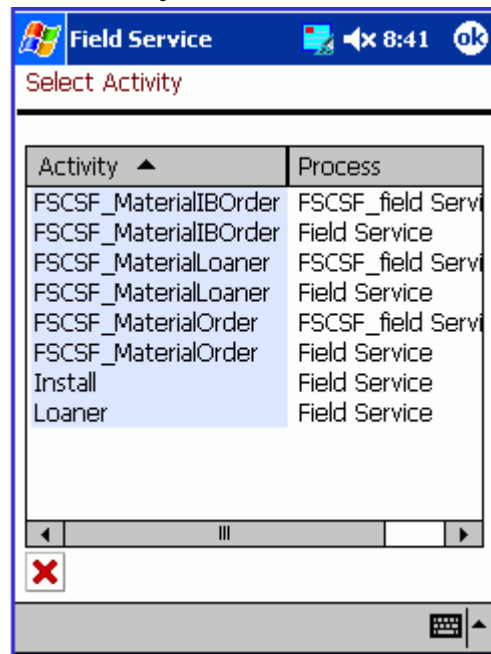 Field Service 8:41 ok
Select Activity
Activity Process
FSCSF_MaterialIBOrder FSCSF_field Servi
FSCSF_MaterialIBOrder Field Service
FSCSF_MaterialLoaner FSCSF_field Servi
FSCSF_MaterialLoaner Field Service
FSCSF_MaterialOrder FSCSF_field Servi
FSCSF_MaterialOrder Field Service
Install Field Service
Loaner Field Service